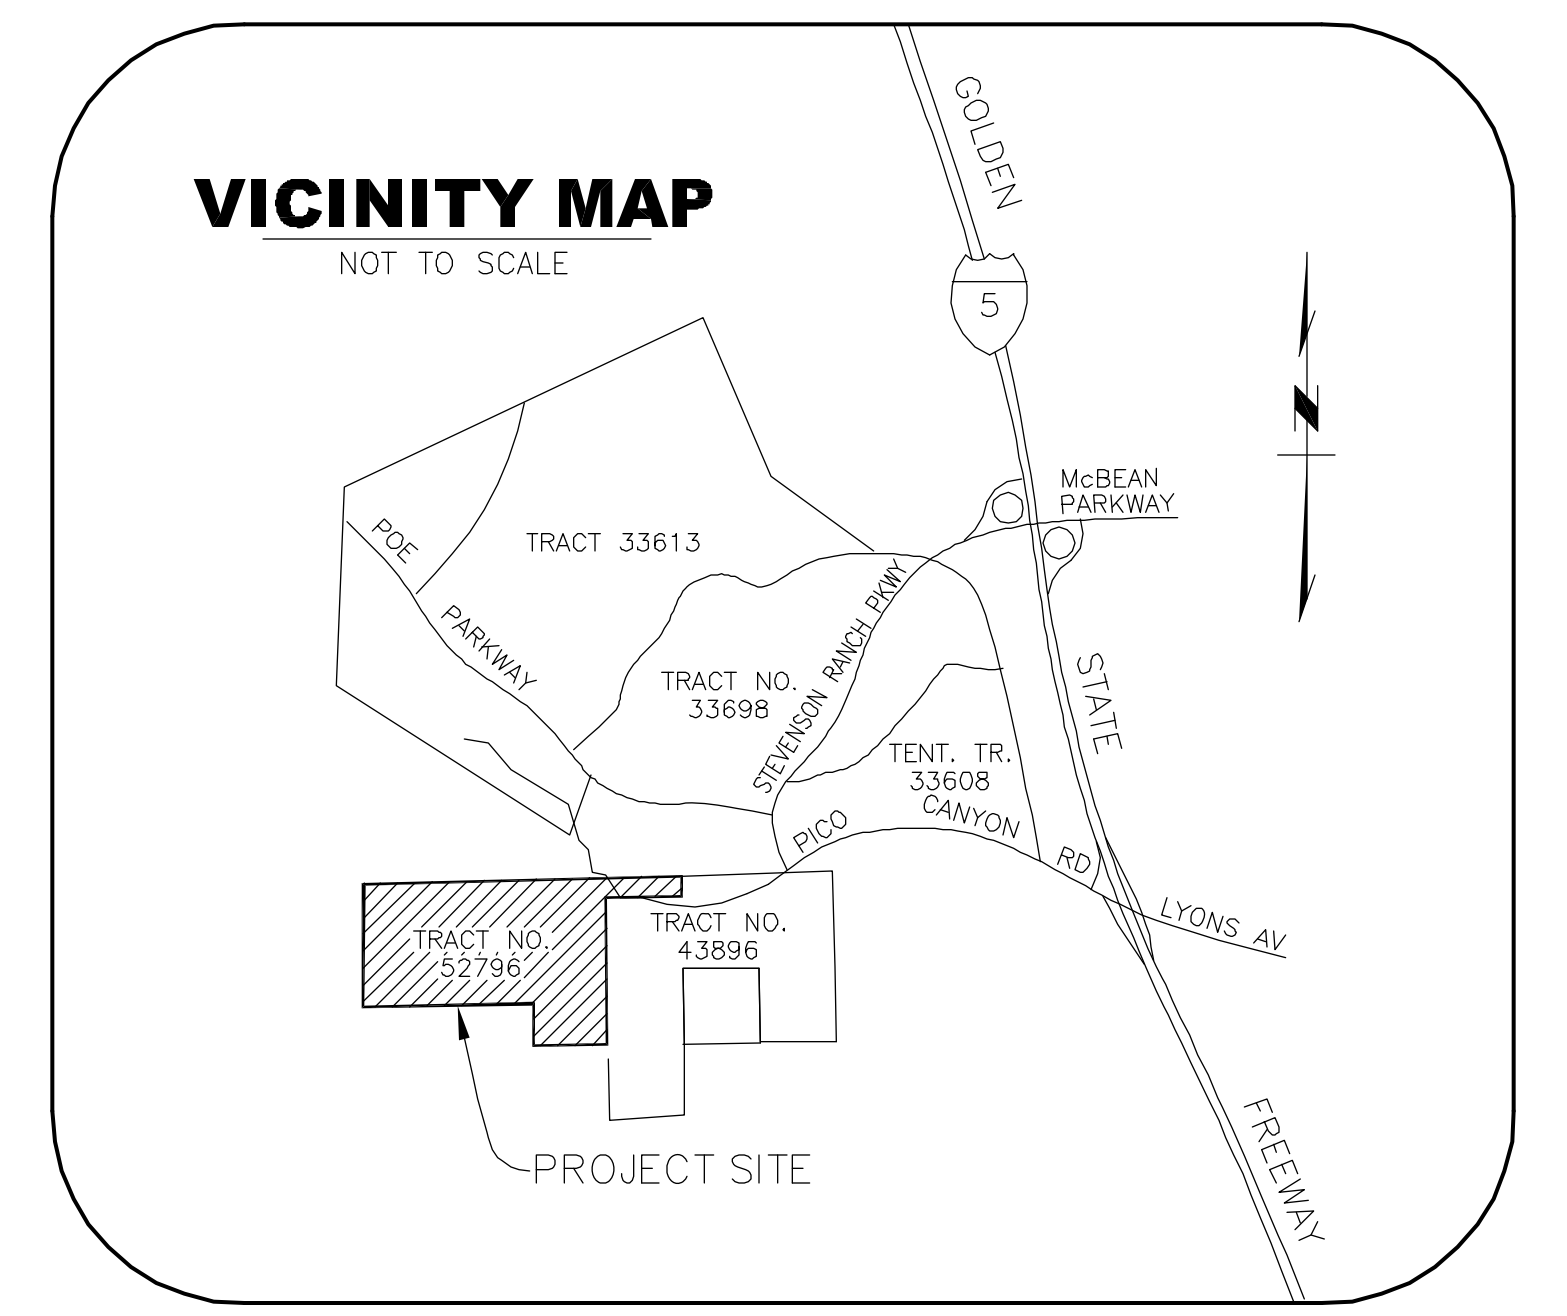 GOLDEN
VICINITY MAP
NOT TO SCALE
5
N
McBEAN
PARKWAY
POE
TRACT 33613
PARKWAY
STEVENSON RANCH PKWY
TRACT NO.
33698
STATE
TENT. TR.
33608
PICO
CANYON
RD
LYONS AV
TRACT NO.
43896
TRACT NO.
52796
FREEWAY
PROJECT SITE